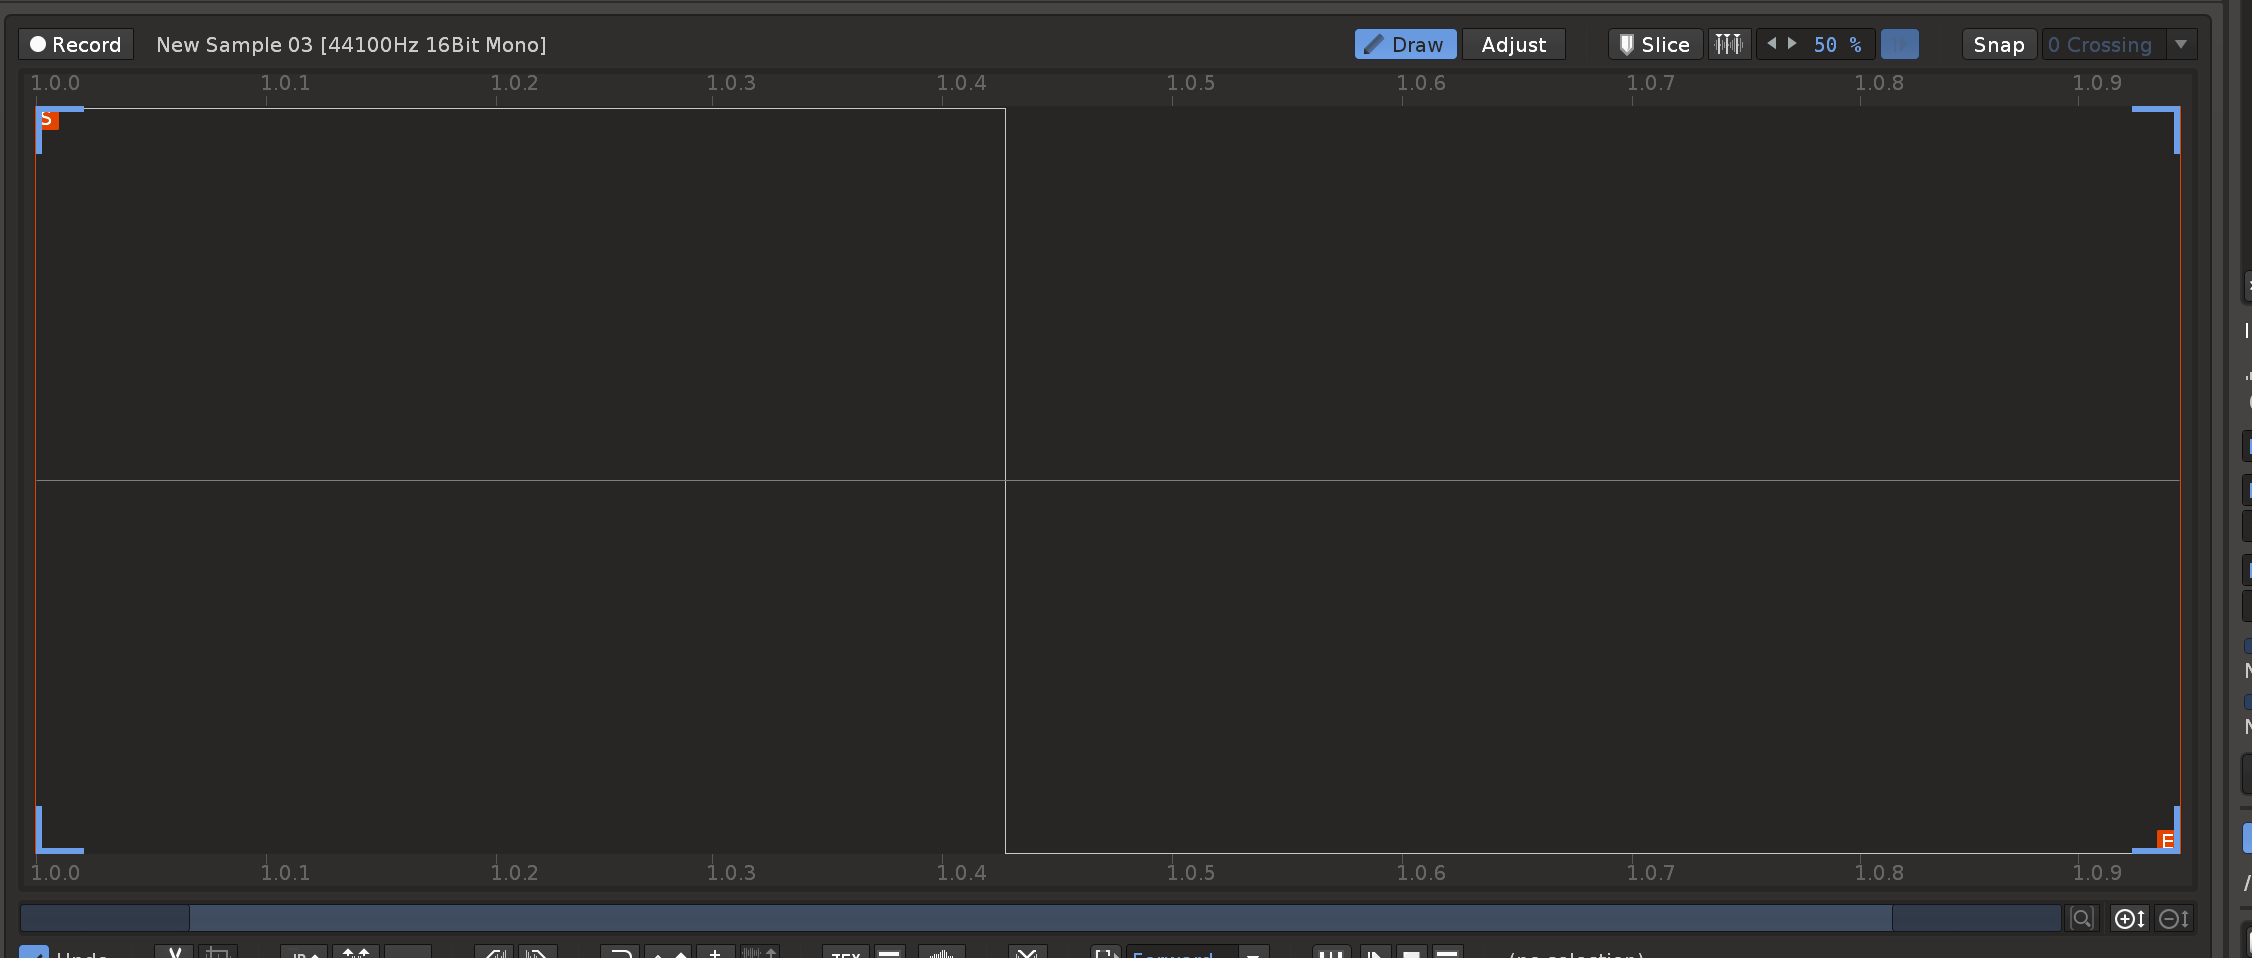 Record New Sample 03 [44100Hz 16Bit Mono] Draw Adjust Slice 50 % Snap 0 Crossing
1.0.0 1.0.1 1.0.2 1.0.3 1.0.4 1.0.5 1.0.6 1.0.7 1.0.8 1.0.9
S
E
1.0.0 1.0.1 1.0.2 1.0.3 1.0.4 1.0.5 1.0.6 1.0.7 1.0.8 1.0.9
Undo Forward (no selection)